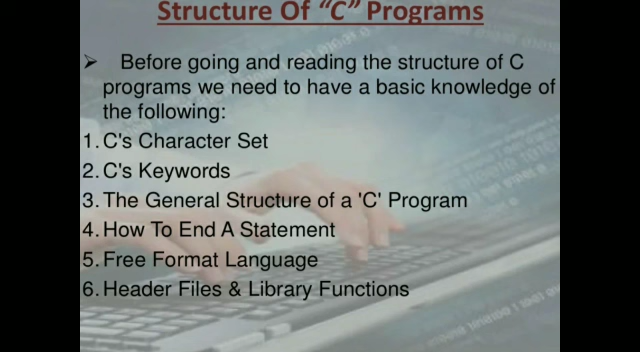 Structure Of “C” Programs
➢ Before going and reading the structure of C
programs we need to have a basic knowledge of
the following:
1. C's Character Set
2. C's Keywords
3. The General Structure of a 'C' Program
4. How To End A Statement
5. Free Format Language
6. Header Files & Library Functions